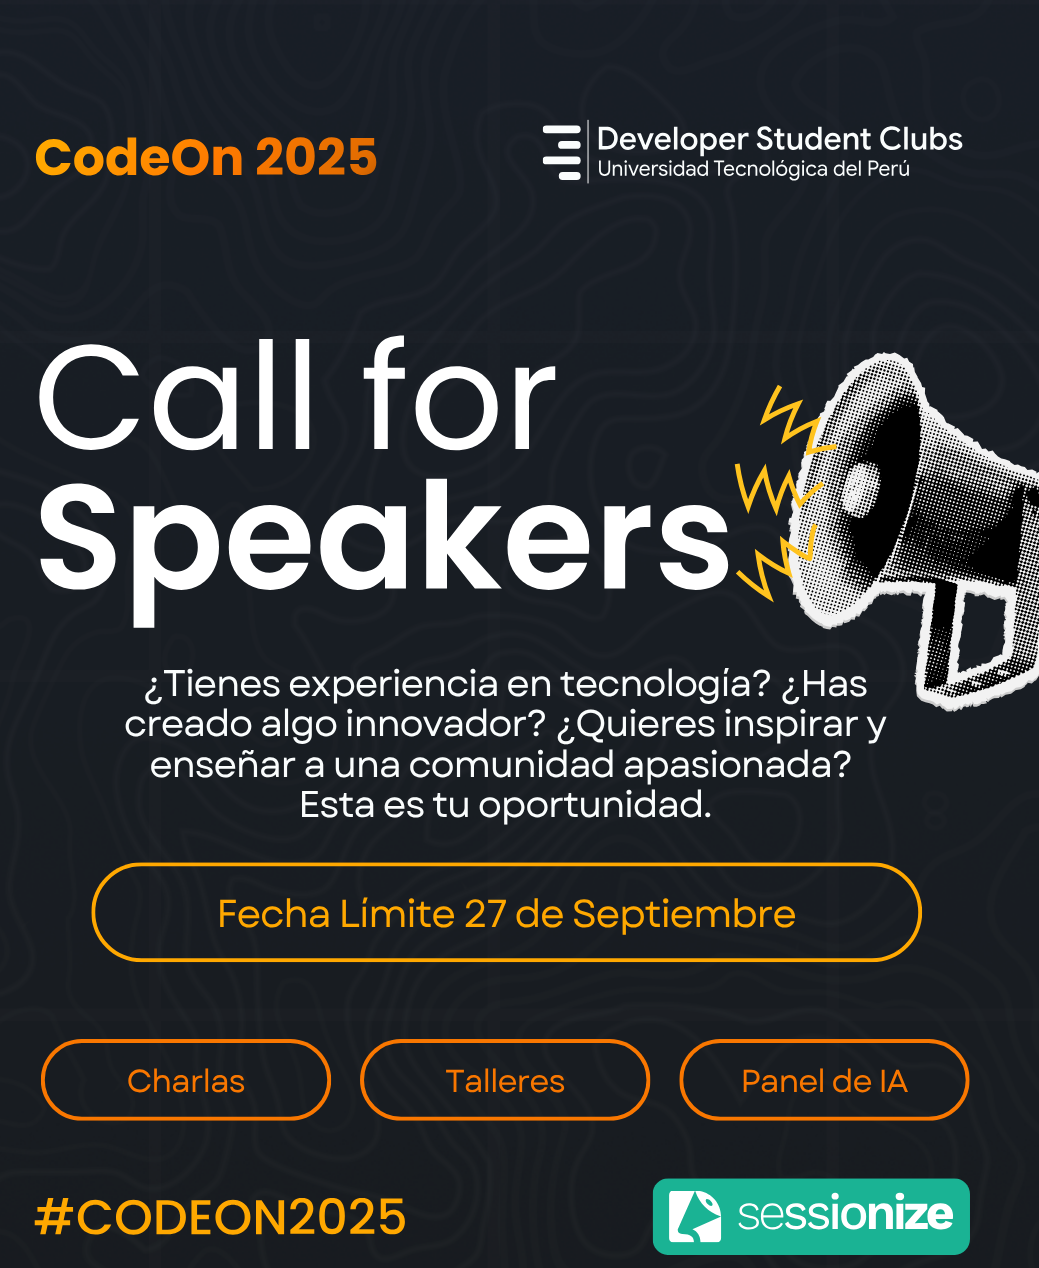 CodeOn 2025
Developer Student Clubs
Universidad Tecnológica del Perú
Call for
Speakers
¿Tienes experiencia en tecnología? ¿Has
creado algo innovador? ¿Quieres inspirar y
enseñar a una comunidad apasionada?
Esta es tu oportunidad.
Fecha Límite 27 de Septiembre
Charlas
Talleres
Panel de IA
#CODEON2025
sessionize